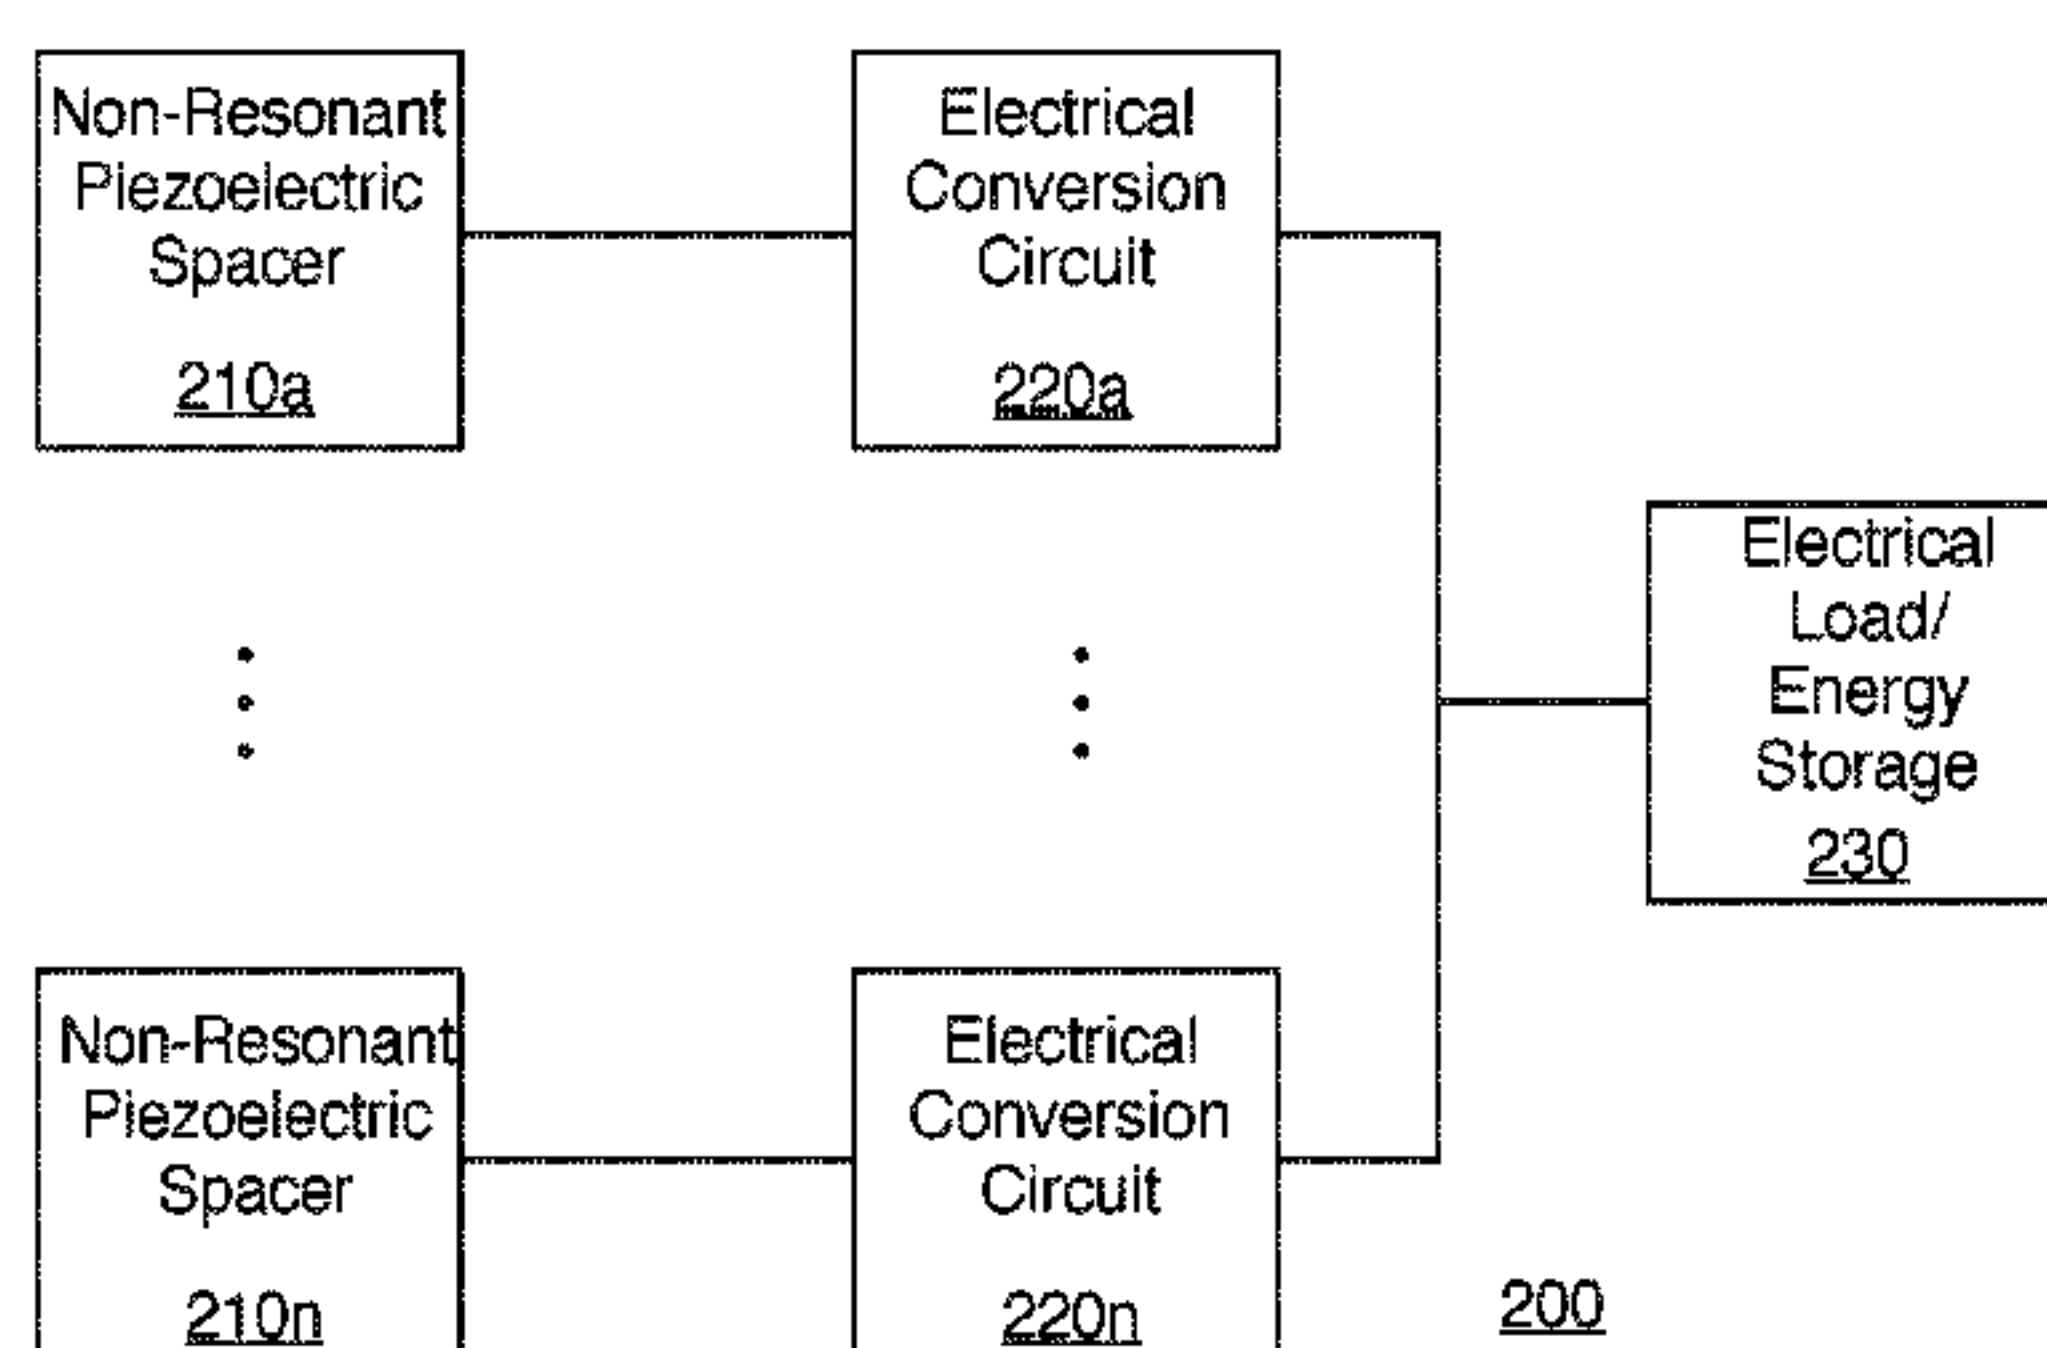 Non-Resonant
Piezoelectric
Spacer
210a
Electrical
Conversion
Circuit
220a
Electrical
Load/
Energy
Storage
230
Non-Resonant
Piezoelectric
Spacer
210n
Electrical
Conversion
Circuit
220n
200